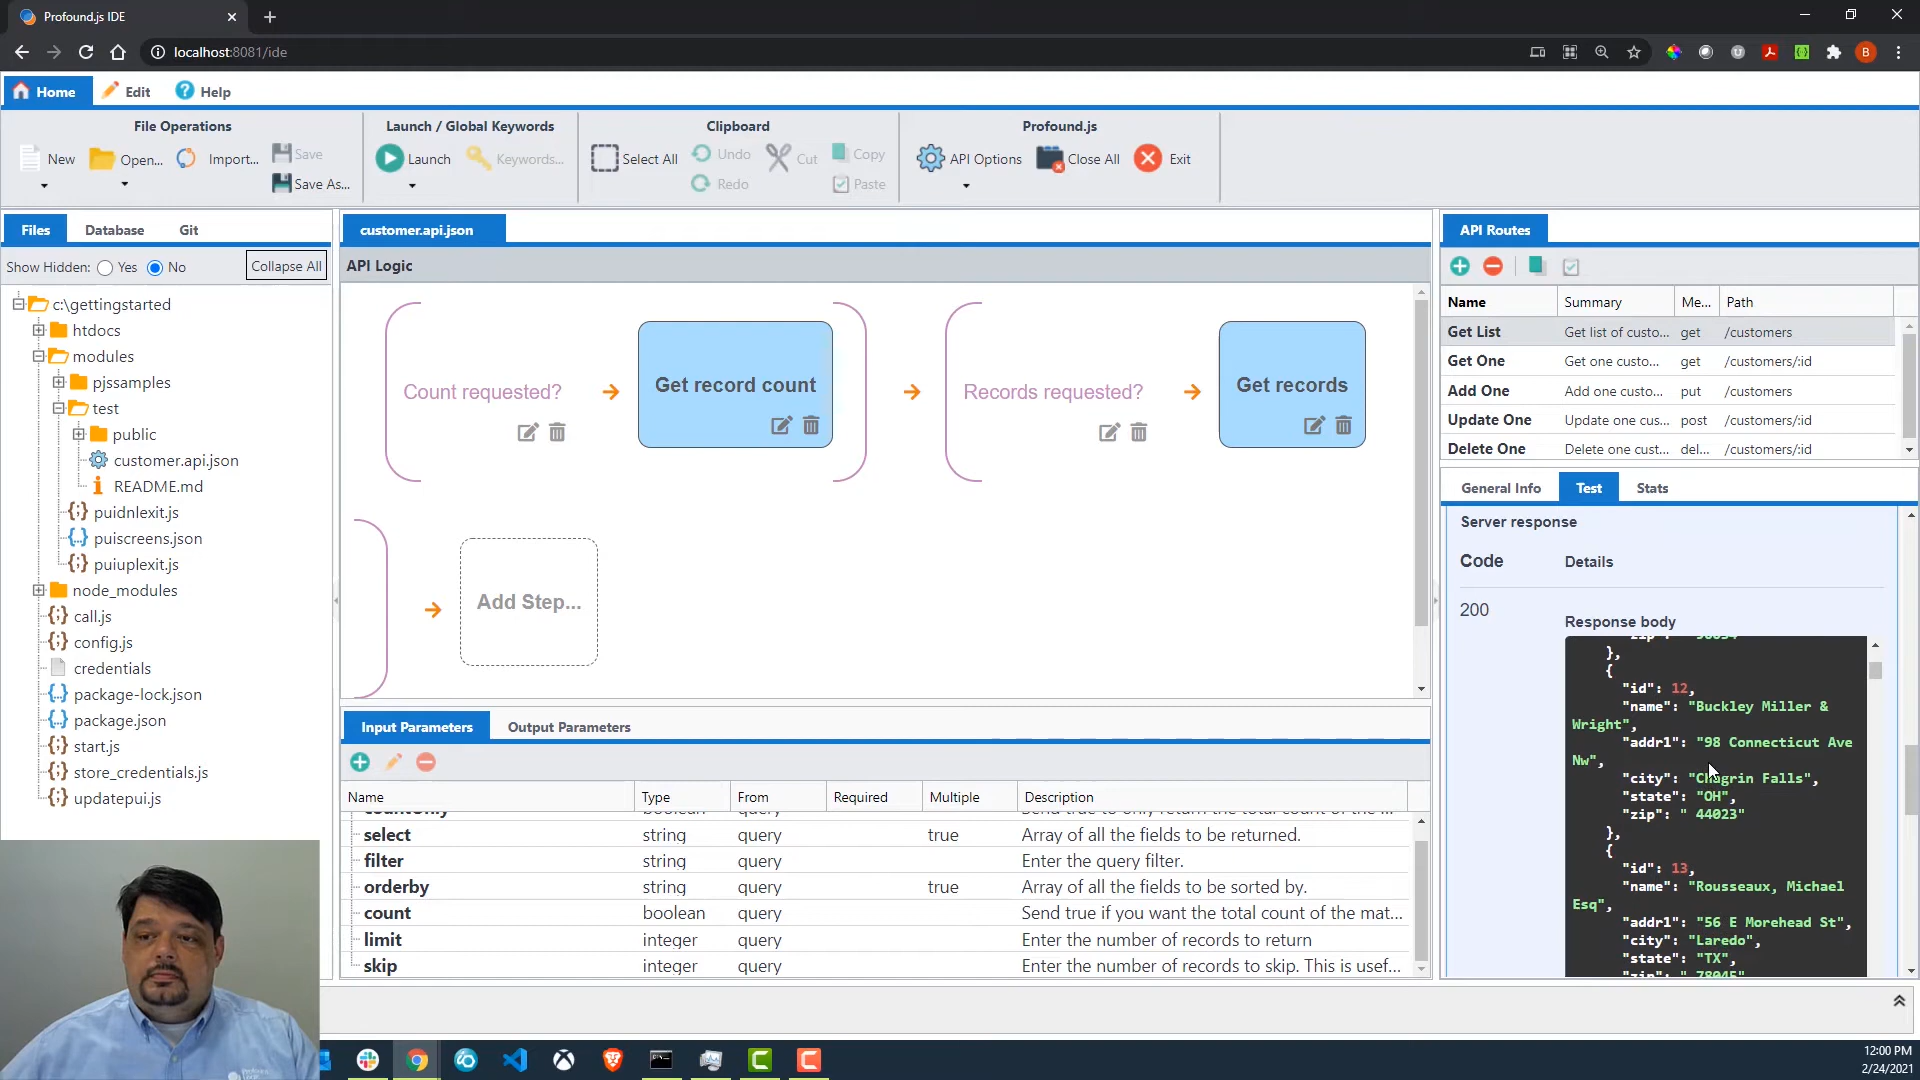 Profound.js IDE
localhost:8081/ide
B
Home
Edit
Help
File Operations
New
Open...
Import...
Save
Save As...
Launch / Global Keywords
Launch
Keywords...
Clipboard
Select All
Undo
Redo
Cut
Copy
Paste
Profound.js
API Options
Close All
Exit
Files
Database
Git
Show Hidden:
Yes
No
Collapse All
c:\gettingstarted
htdocs
modules
pjssamples
test
public
customer.api.json
README.md
puidnlexit.js
puiscreens.json
puiuplexit.js
node_modules
call.js
config.js
credentials
package-lock.json
package.json
start.js
store_credentials.js
updatepui.js
customer.api.json
API Logic
Count requested?
Get record count
Records requested?
Get records
Add Step...
Input Parameters
Output Parameters
Name Type From Required Multiple Description
select string query true Array of all the fields to be returned.
filter string query Enter the query filter.
orderby string query true Array of all the fields to be sorted by.
count boolean query Send true if you want the total count of the mat...
limit integer query Enter the number of records to return
skip integer query Enter the number of records to skip. This is usef...
API Routes
Name Summary Me... Path
Get List Get list of custo... get /customers
Get One Get one custo... get /customers/:id
Add One Add one custo... put /customers
Update One Update one cus... post /customers/:id
Delete One Delete one cust... del... /customers/:id
General Info
Test
Stats
Server response
Code Details
200
Response body
},
{
"id": 12,
"name": "Buckley Miller &
Wright",
"addr1": "98 Connecticut Ave
Nw",
"city": "Chagrin Falls",
"state": "OH",
"zip": " 44023"
},
{
"id": 13,
"name": "Rousseaux, Michael
Esq",
"addr1": "56 E Morehead St",
"city": "Laredo",
"state": "TX",
"zip": " 78045"
12:00 PM
2/24/2021